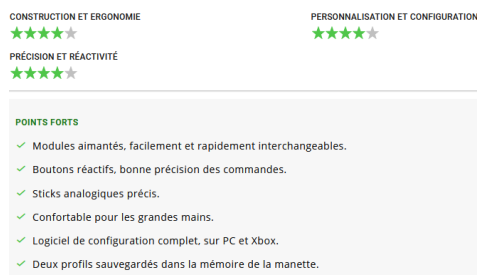 CONSTRUCTION ET ERGONOMIE
PERSONNALISATION ET CONFIGURATION
PRÉCISION ET RÉACTIVITÉ
POINTS FORTS
Modules aimantés, facilement et rapidement interchangeables.
Boutons réactifs, bonne précision des commandes.
Sticks analogiques précis.
Confortable pour les grandes mains.
Logiciel de configuration complet, sur PC et Xbox.
Deux profils sauvegardés dans la mémoire de la manette.